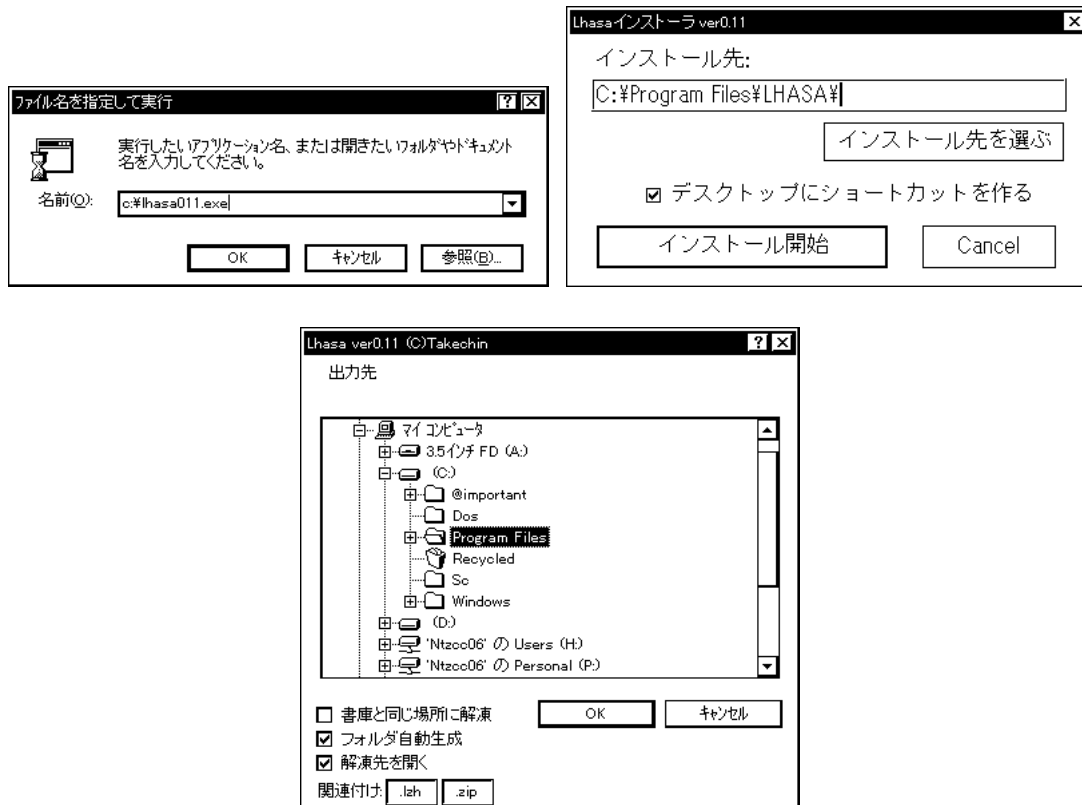 ファイル名を指定して実行
実行したいアプリケーション名、または開きたいフォルダやドキュメント
名を入力してください。
名前(O):
c:¥lhasa011.exe
OK
キャンセル
参照(B)...
Lhasaインストーラ ver0.11
インストール先:
C:¥Program Files¥LHASA¥
インストール先を選ぶ
デスクトップにショートカットを作る
インストール開始
Cancel
Lhasa ver0.11 (C)Takechin
出力先
マイ コンピュータ
3.5インチ FD (A:)
(C:)
@important
Dos
Program Files
Recycled
Sc
Windows
(D:)
'Ntzcc06' の Users (H:)
'Ntzcc06' の Personal (P:)
書庫と同じ場所に解凍
OK
キャンセル
フォルダ自動生成
解凍先を開く
関連付け: .lzh .zip